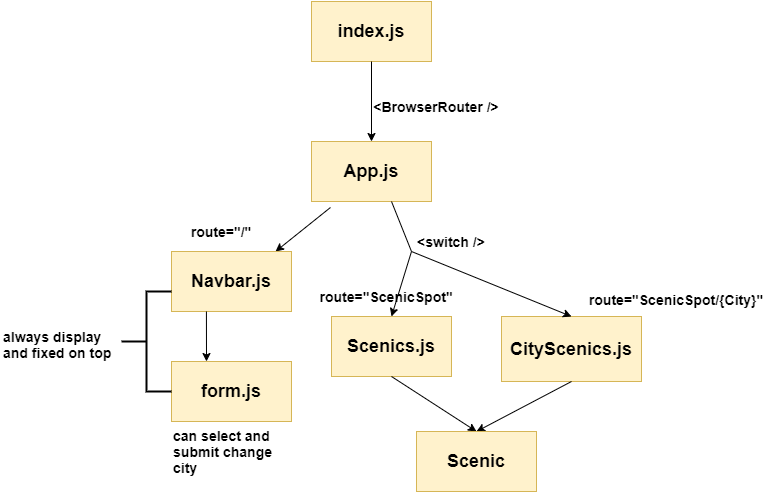 index.js
<BrowserRouter />
App.js
route="/"
<switch />
Navbar.js
route="ScenicSpot"
route="ScenicSpot/{City}"
always display
and fixed on top
Scenics.js
CityScenics.js
form.js
can select and
submit change
city
Scenic